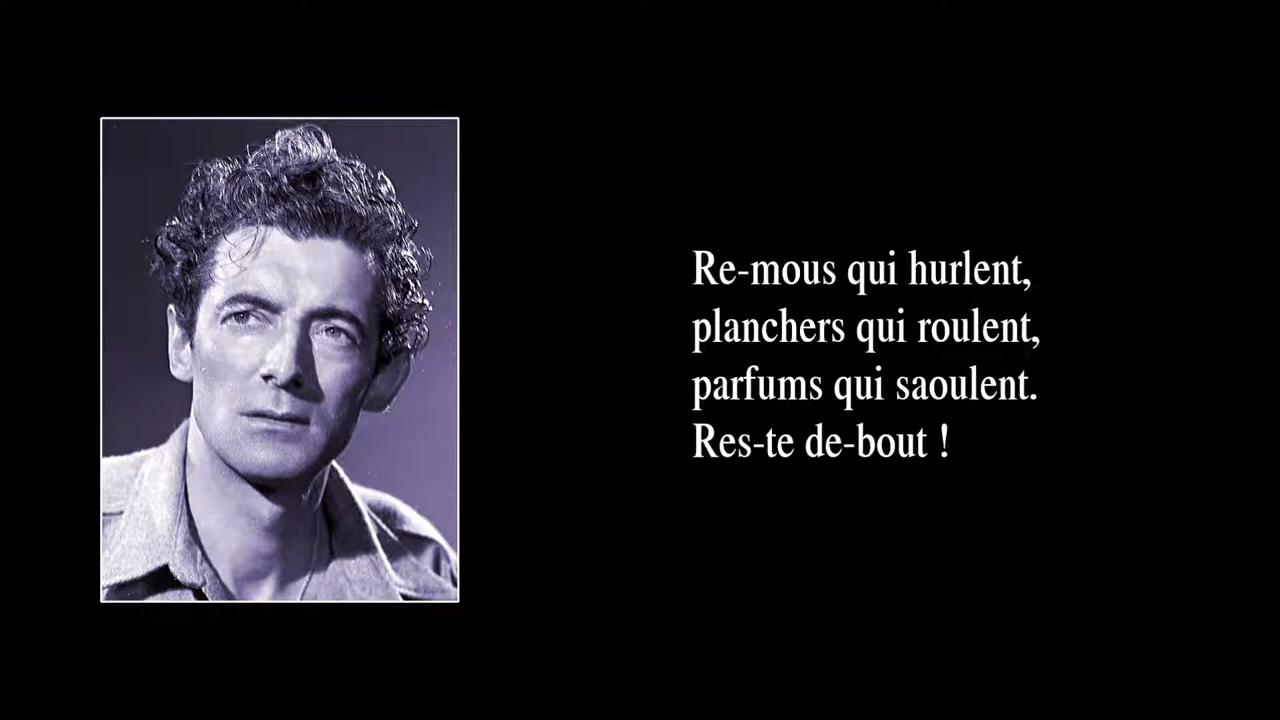 Re-mous qui hurlent,
planchers qui roulent,
parfums qui saoulent.
Res-te de-bout !